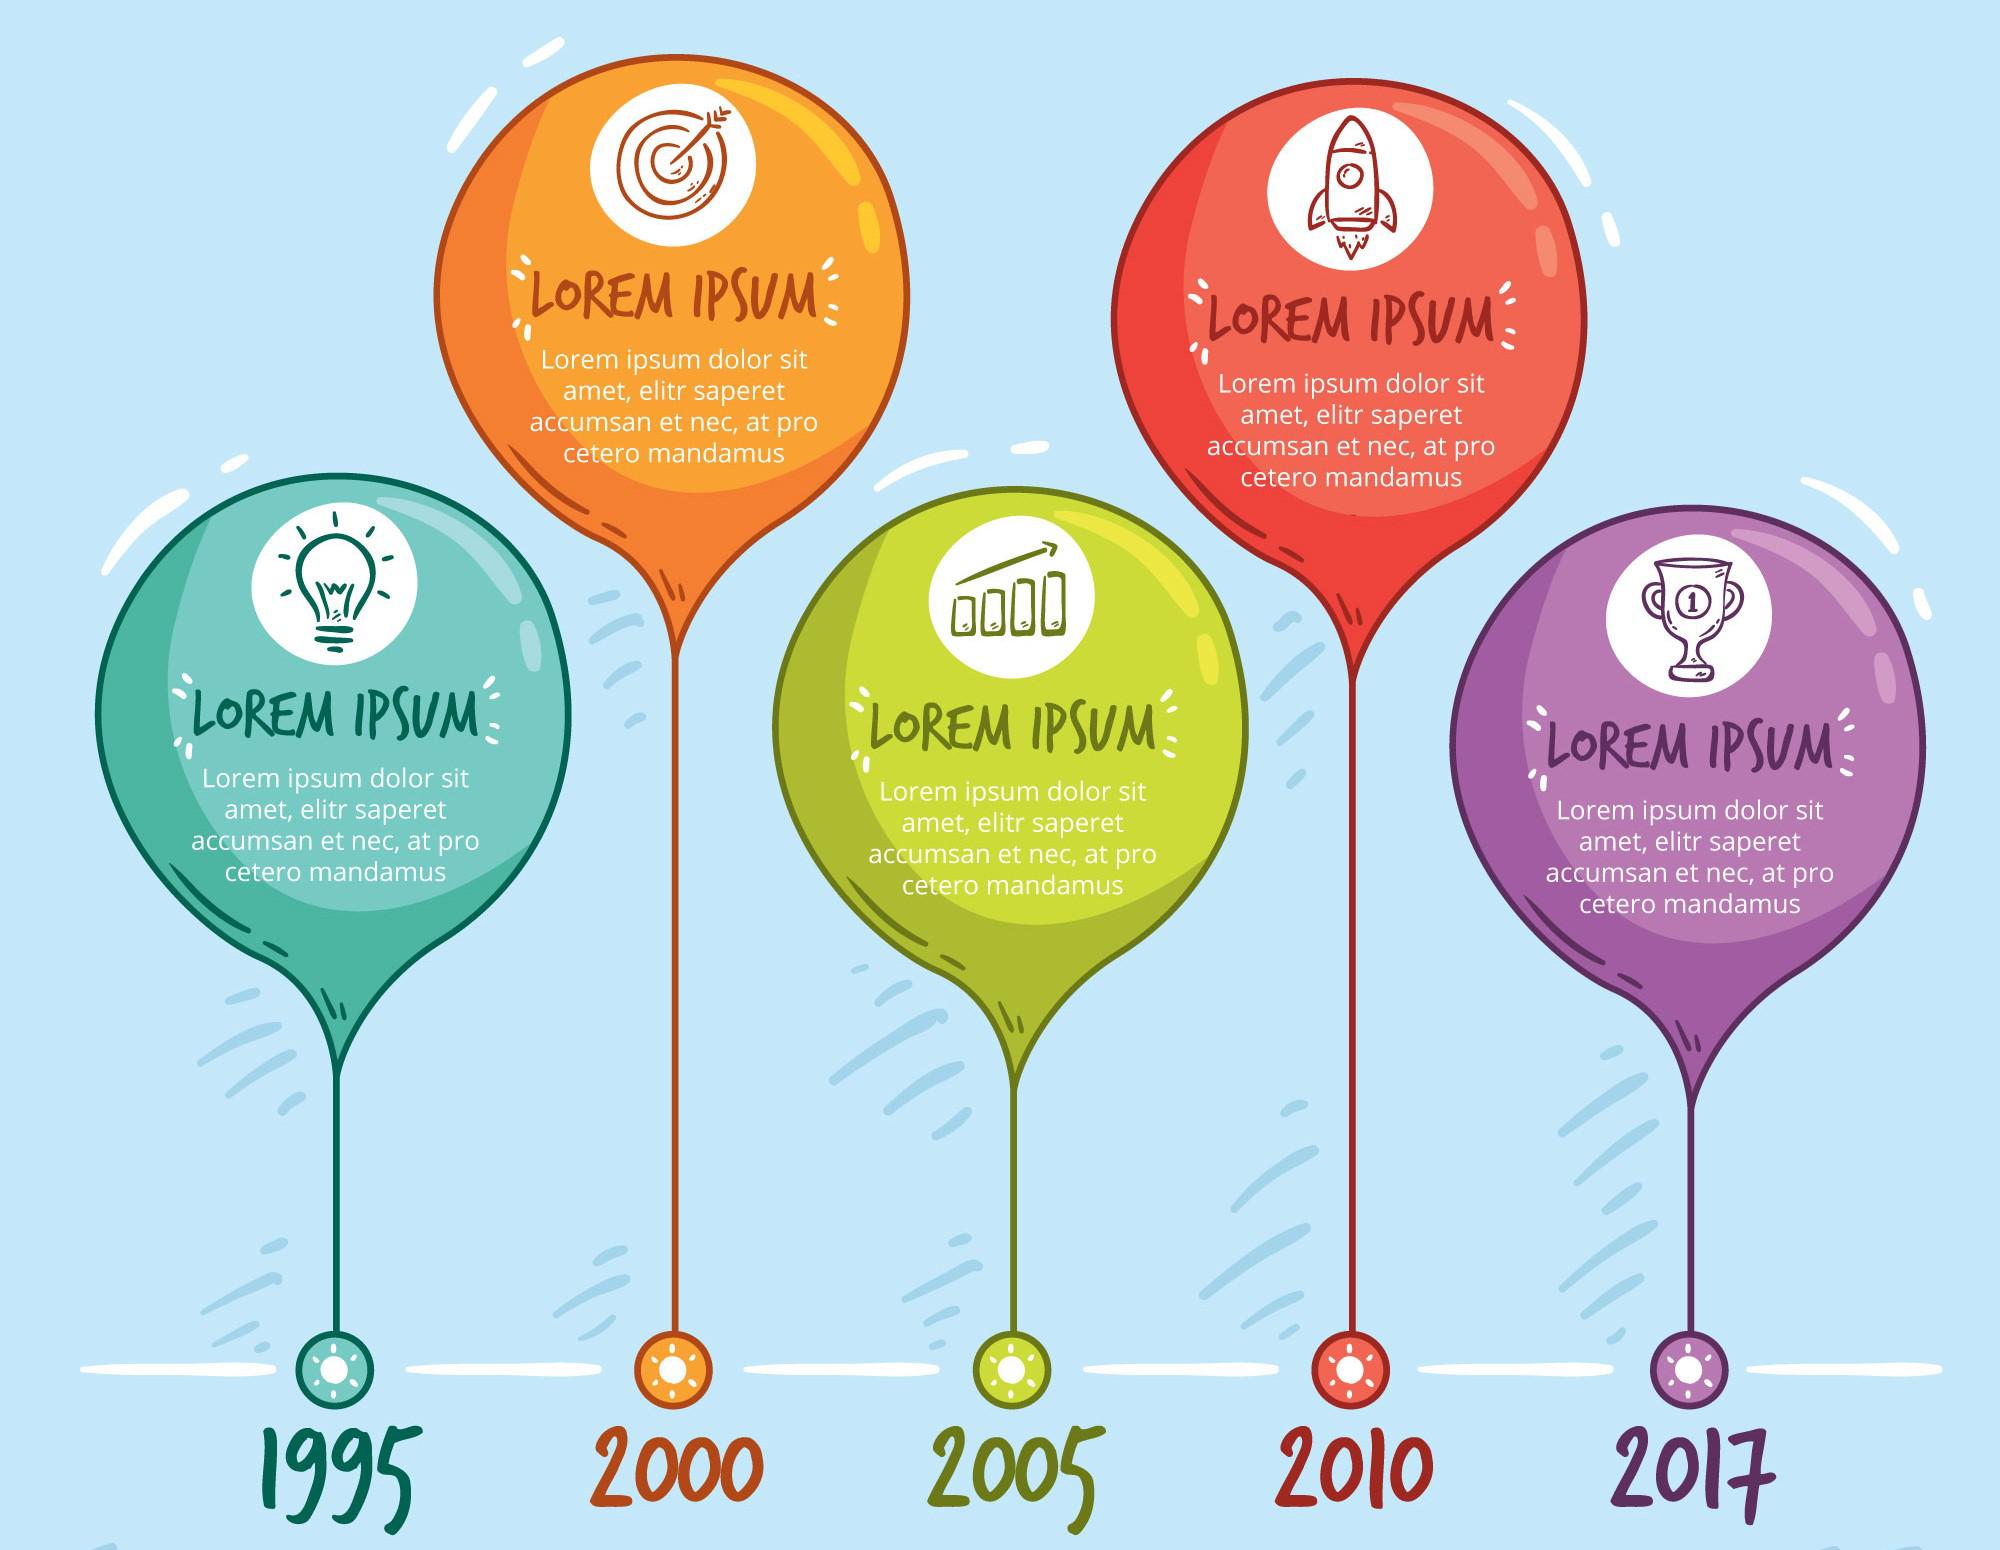 LOREM IPSUM
Lorem ipsum dolor sit
amet, elitr saperet
accumsan et nec, at pro
cetero mandamus
1995
LOREM IPSUM
Lorem ipsum dolor sit
amet, elitr saperet
accumsan et nec, at pro
cetero mandamus
2000
LOREM IPSUM
Lorem ipsum dolor sit
amet, elitr saperet
accumsan et nec, at pro
cetero mandamus
2005
LOREM IPSUM
Lorem ipsum dolor sit
amet, elitr saperet
accumsan et nec, at pro
cetero mandamus
2010
1
LOREM IPSUM
Lorem ipsum dolor sit
amet, elitr saperet
accumsan et nec, at pro
cetero mandamus
2017